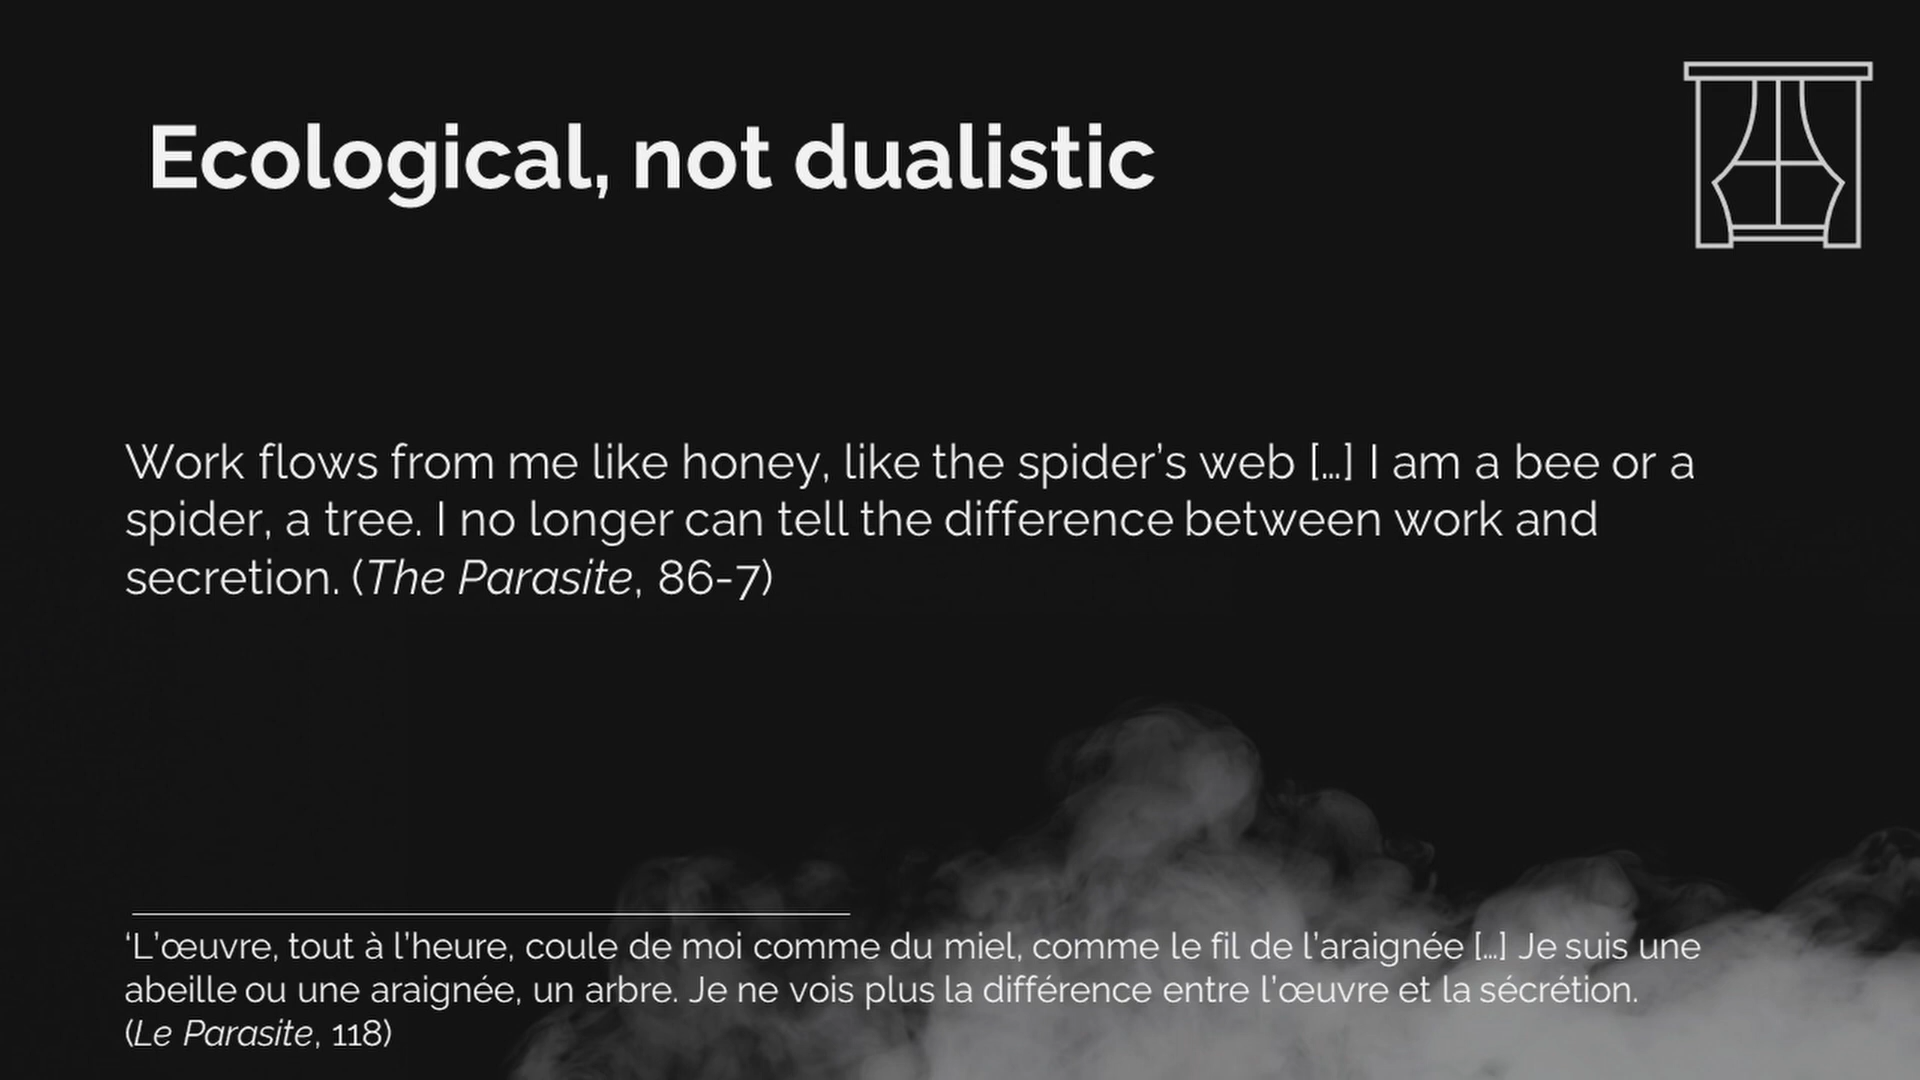 Ecological, not dualistic
Work flows from me like honey, like the spider’s web […] I am a bee or a
spider, a tree. I no longer can tell the difference between work and
secretion. (The Parasite, 86-7)
‘L’œuvre, tout à l’heure, coule de moi comme du miel, comme le fil de l’araignée […] Je suis une
abeille ou une araignée, un arbre. Je ne vois plus la différence entre l’œuvre et la sécrétion.
(Le Parasite, 118)